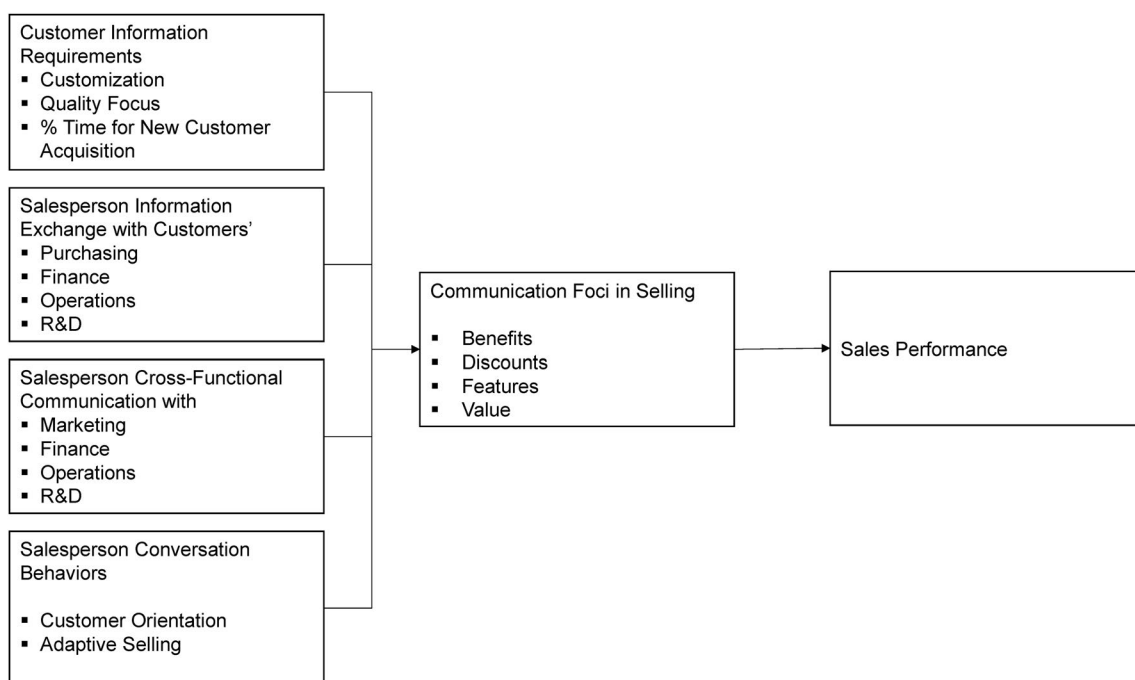 Customer Information
Requirements
▪ Customization
▪ Quality Focus
▪ % Time for New Customer
Acquisition
Salesperson Information
Exchange with Customers’
▪ Purchasing
▪ Finance
▪ Operations
▪ R&D
Salesperson Cross-Functional
Communication with
▪ Marketing
▪ Finance
▪ Operations
▪ R&D
Salesperson Conversation
Behaviors
▪ Customer Orientation
▪ Adaptive Selling
Communication Foci in Selling
▪ Benefits
▪ Discounts
▪ Features
▪ Value
Sales Performance